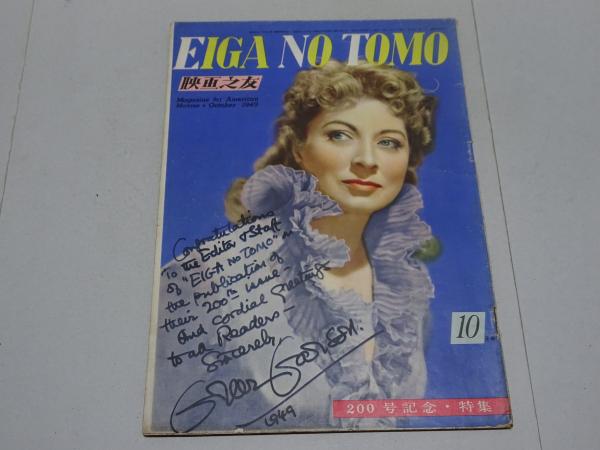 EIGA NO TOMO
映画之友
Magazine for American
Movies • October 1949
Congratulations
To the Editor & Staff
of "EIGA NO TOMO" on
the publication of
their 200th issue -
and cordial greetings
to all Readers -
Sincerely,
Greer Garson.
1949
10
200号記念・特集